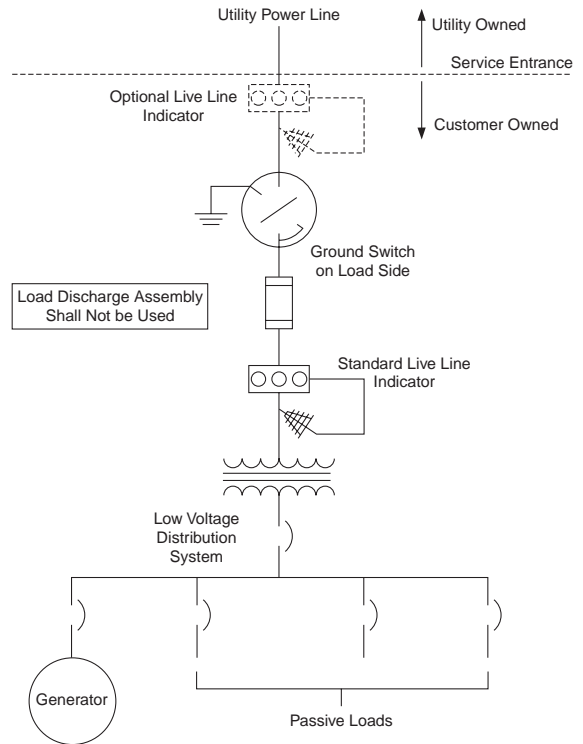 Utility Power Line
Utility Owned
Service Entrance
Optional Live Line
Indicator
Customer Owned
Ground Switch
on Load Side
Load Discharge Assembly
Shall Not be Used
Standard Live Line
Indicator
Low Voltage
Distribution
System
Generator
Passive Loads